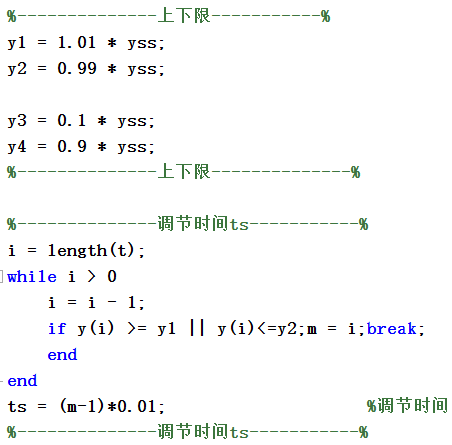 %--------------上下限-----------%
y1 = 1.01 * yss;
y2 = 0.99 * yss;
y3 = 0.1 * yss;
y4 = 0.9 * yss;
%--------------上下限--------------%
%--------------调节时间ts-----------%
i = length(t);
while i > 0
    i = i - 1;
    if y(i) >= y1 || y(i)<=y2;m = i;break;
    end
end
ts = (m-1)*0.01;                    %调节时间
%--------------调节时间ts-----------%